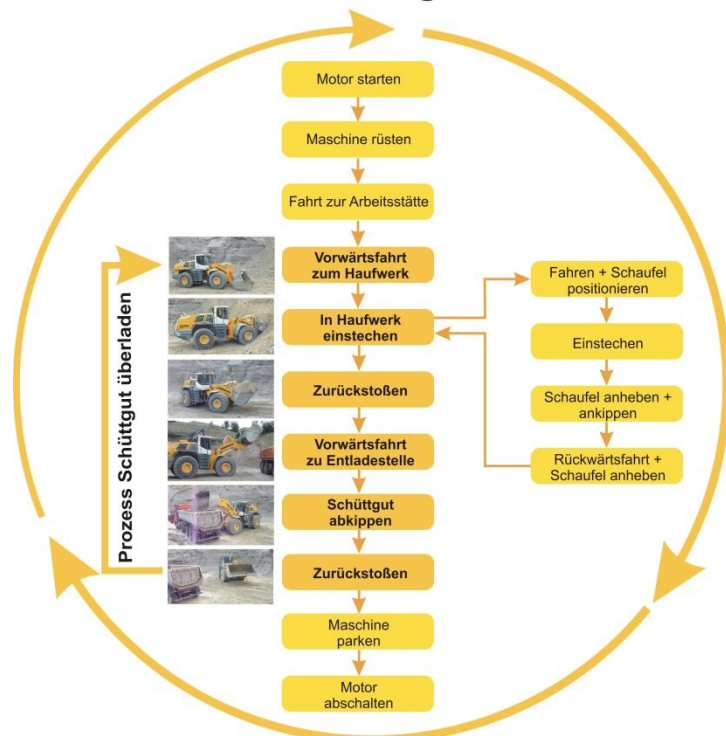 Motor starten
Maschine rüsten
Fahrt zur Arbeitsstätte
Vorwärtsfahrt
zum Haufwerk
In Haufwerk
einstechen
Zurückstoßen
Vorwärtsfahrt
zu Entladestelle
Schüttgut
abkippen
Zurückstoßen
Maschine
parken
Motor
abschalten
Fahren + Schaufel
positionieren
Einstechen
Schaufel anheben +
ankippen
Rückwärtsfahrt +
Schaufel anheben
Prozess Schüttgut überladen